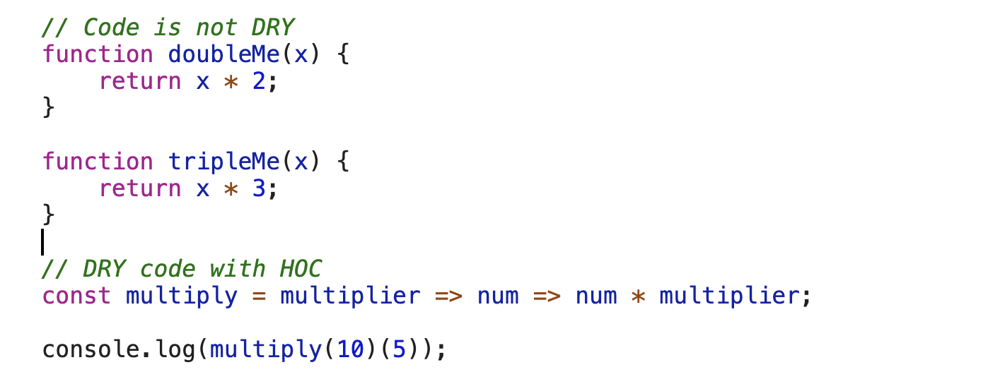 // Code is not DRY
function doubleMe(x) {
    return x * 2;
}

function tripleMe(x) {
    return x * 3;
}

// DRY code with HOC
const multiply = multiplier => num => num * multiplier;

console.log(multiply(10)(5));